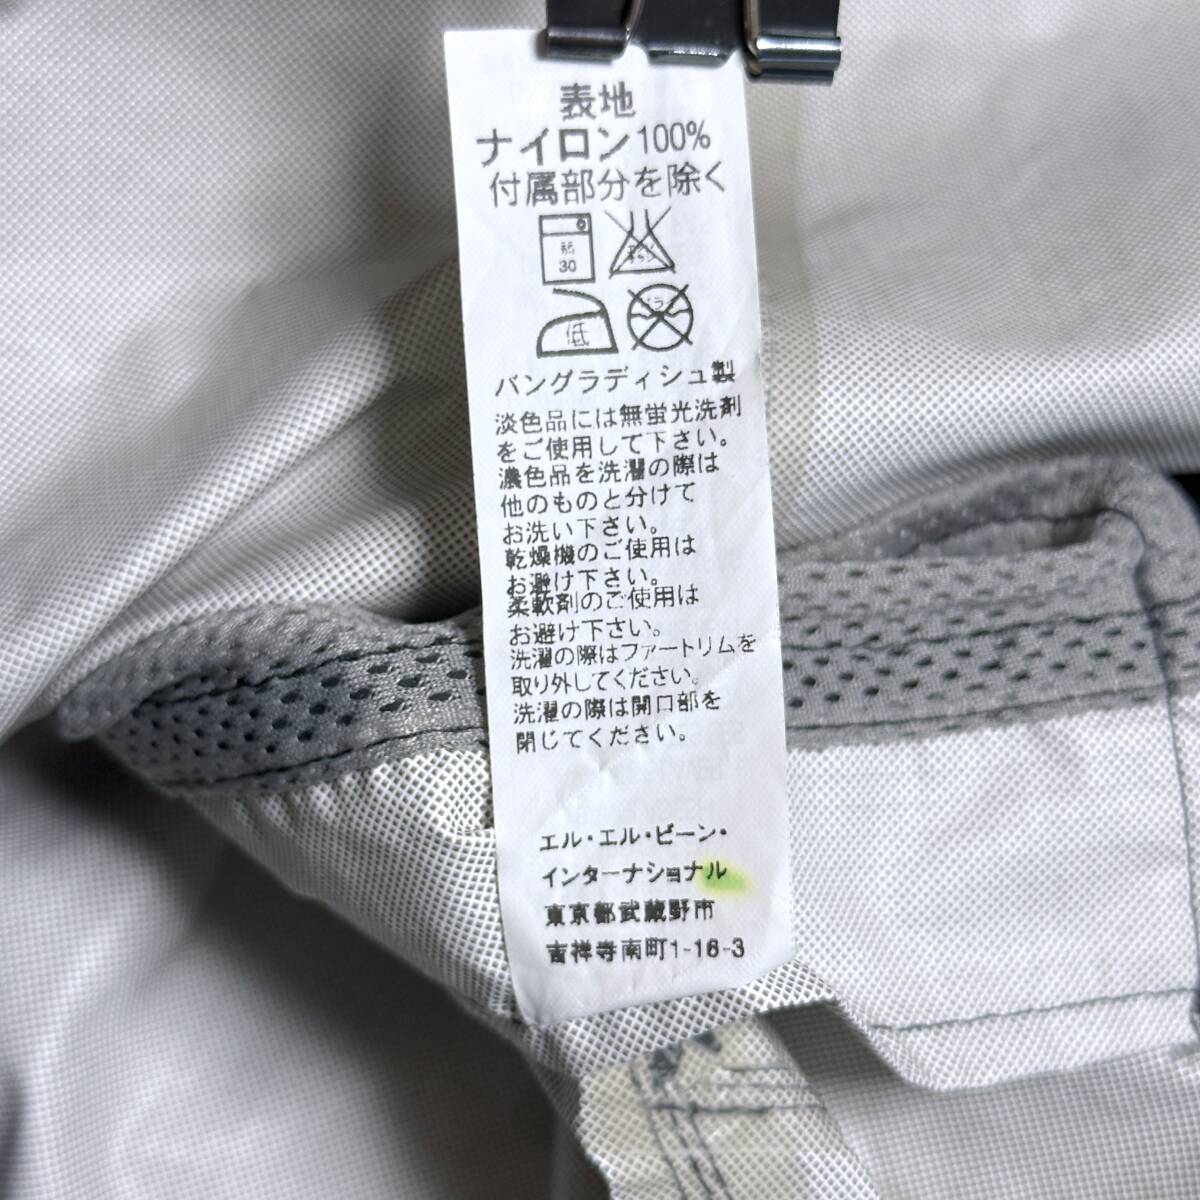 表地
ナイロン100%
付属部分を除く
弱
30
低
バングラディシュ製
淡色品には無蛍光洗剤
をご使用して下さい。
濃色品を洗濯の際は
他のものと分けて
お洗い下さい。
乾燥機のご使用は
お避け下さい。
柔軟剤のご使用は
お避け下さい。
洗濯の際はファートリムを
取り外してください。
洗濯の際は開口部を
閉じてください。
エル・エル・ビーン・
インターナショナル
東京都武蔵野市
吉祥寺南町1-16-3